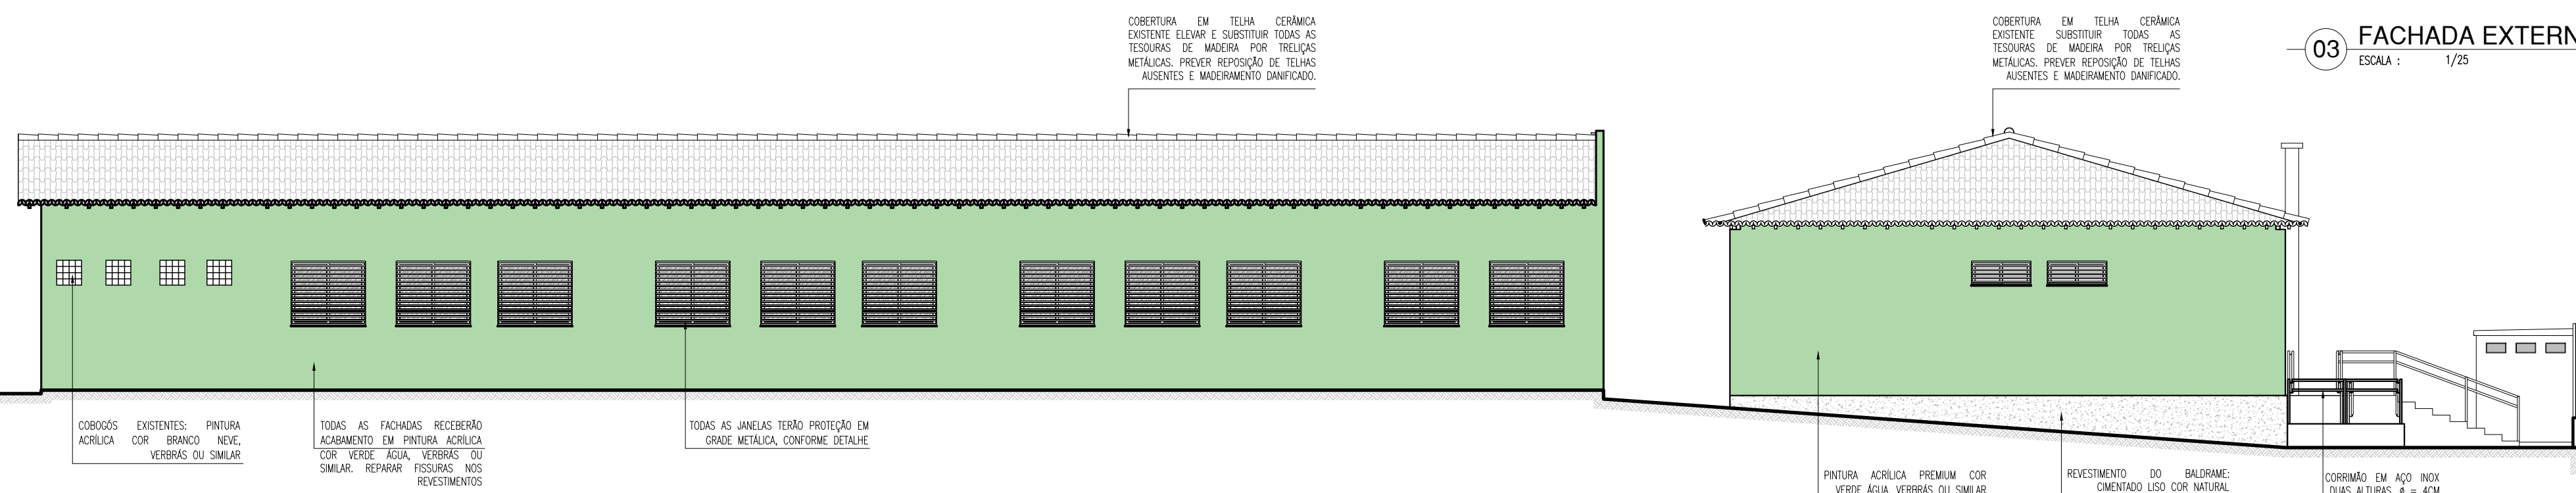 COBERTURA EM TELHA CERÂMICA
EXISTENTE ELEVAR E SUBSTITUIR TODAS AS
TESOURAS DE MADEIRA POR TRELIÇAS
METÁLICAS. PREVER REPOSIÇÃO DE TELHAS
AUSENTES E MADEIRAMENTO DANIFICADO.
COBERTURA EM TELHA CERÂMICA
EXISTENTE SUBSTITUIR TODAS AS
TESOURAS DE MADEIRA POR TRELIÇAS
METÁLICAS. PREVER REPOSIÇÃO DE TELHAS
AUSENTES E MADEIRAMENTO DANIFICADO.
03 FACHADA EXTERN
ESCALA : 1/25
COBOGÓS EXISTENTES: PINTURA
ACRÍLICA COR BRANCO NEVE,
VERBRÁS OU SIMILAR
TODAS AS FACHADAS RECEBERÃO
ACABAMENTO EM PINTURA ACRÍLICA
COR VERDE ÁGUA, VERBRÁS OU
SIMILAR. REPARAR FISSURAS NOS
REVESTIMENTOS
TODAS AS JANELAS TERÃO PROTEÇÃO EM
GRADE METÁLICA, CONFORME DETALHE
PINTURA ACRÍLICA PREMIUM COR
VERDE ÁGUA, VERBRÁS OU SIMILAR
REVESTIMENTO DO BALDRAME:
CIMENTADO LISO COR NATURAL
CORRIMÃO EM AÇO INOX
DUAS ALTURAS, ø = 4CM